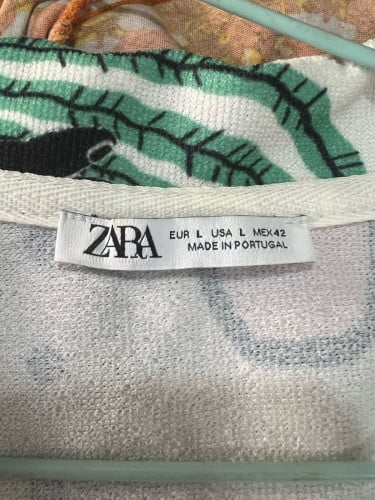 ZARA
EUR L USA L MEX 42
MADE IN PORTUGAL